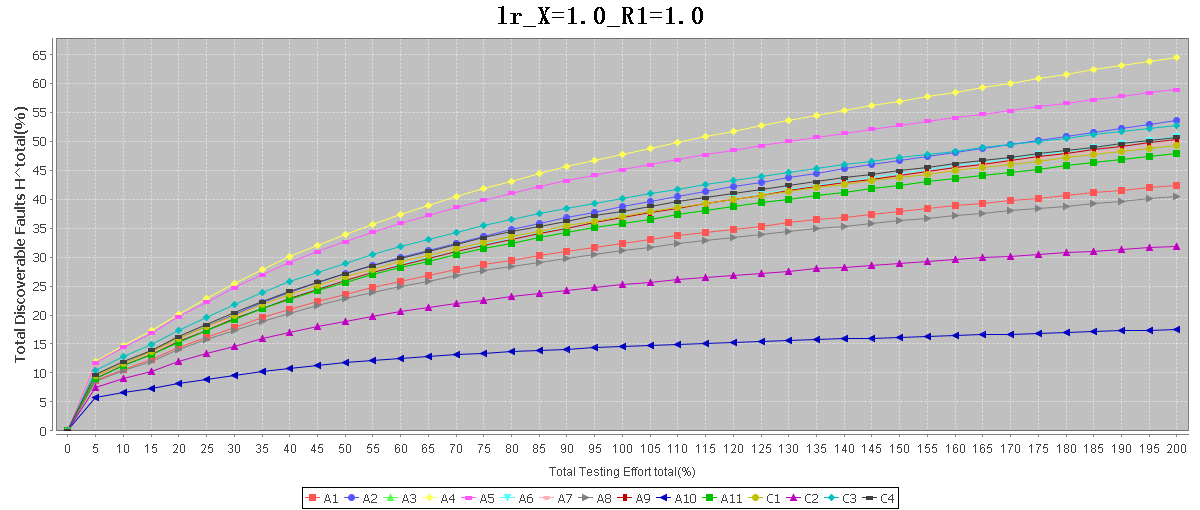 lr_X=1.0_R1=1.0
Total Discoverable Faults H^total(%)
65
60
55
50
45
40
35
30
25
20
15
10
5
0
0 5 10 15 20 25 30 35 40 45 50 55 60 65 70 75 80 85 90 95 100 105 110 115 120 125 130 135 140 145 150 155 160 165 170 175 180 185 190 195 200
Total Testing Effort total(%)
A1 A2 A3 A4 A5 A6 A7 A8 A9 A10 A11 C1 C2 C3 C4